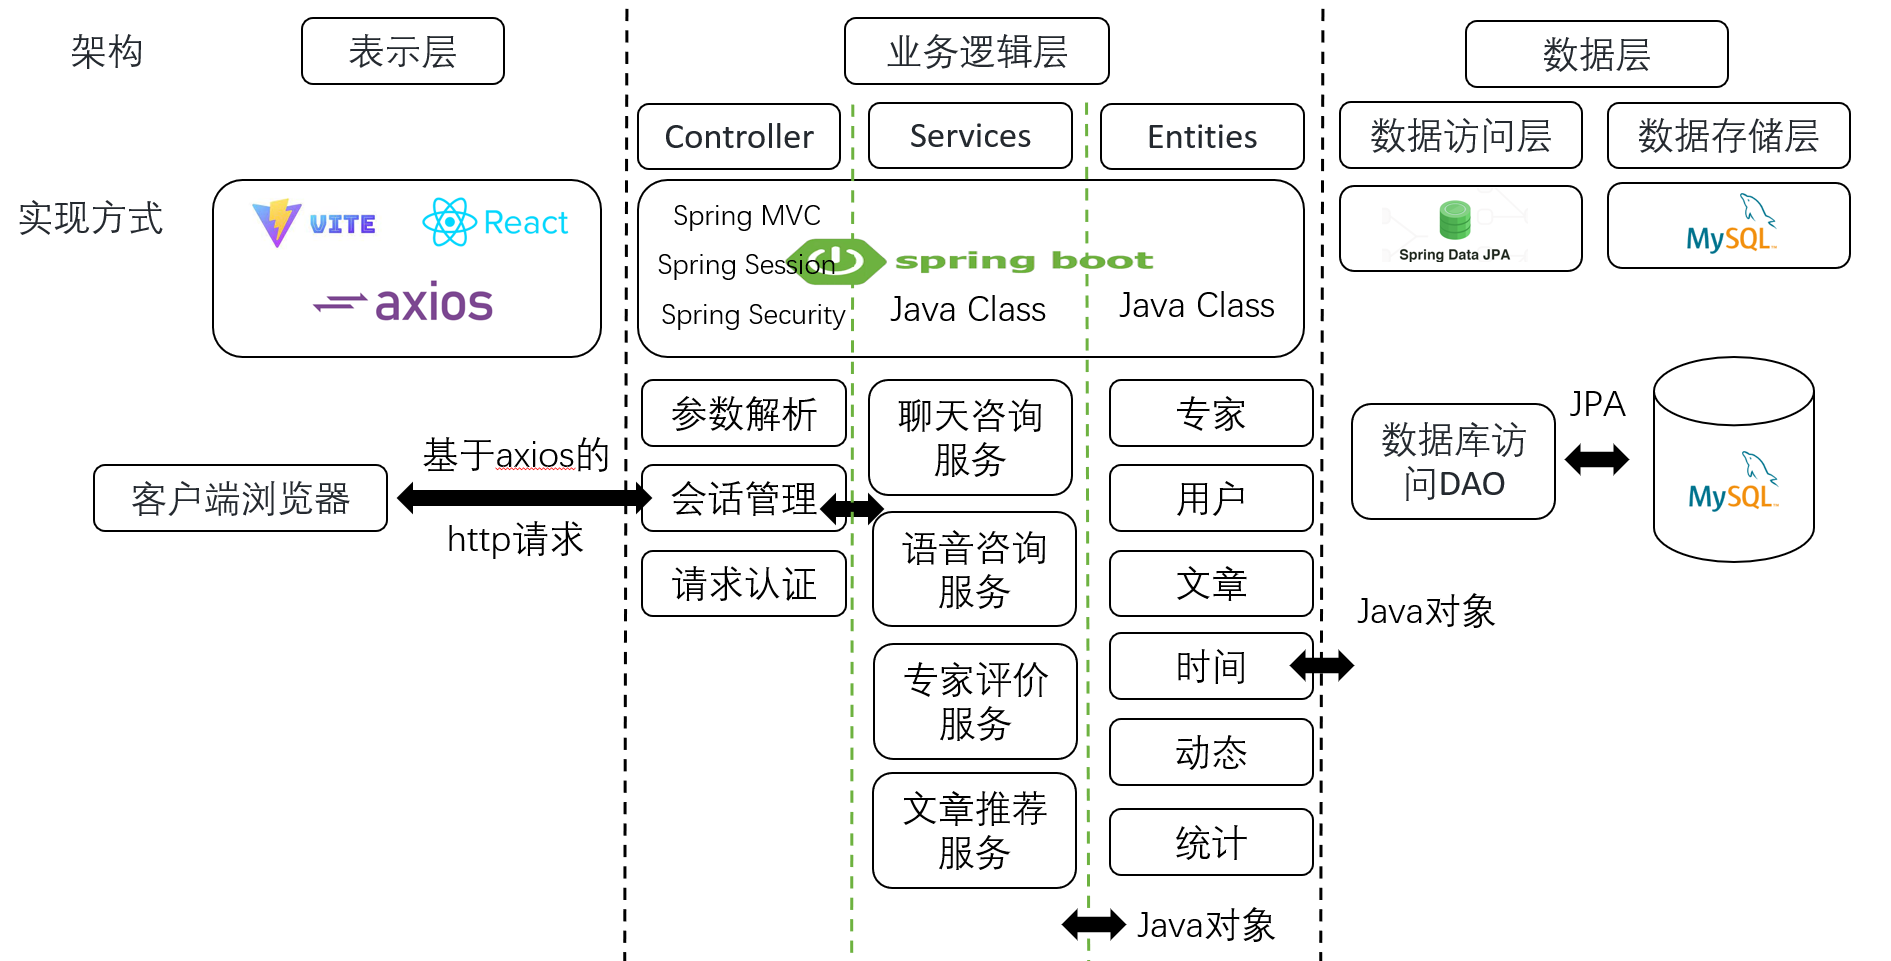 架构
表示层
业务逻辑层
数据层
Controller
Services
Entities
数据访问层
数据存储层
实现方式
VITE
React
axios
Spring MVC
Spring Session
Spring Security
spring boot
Java Class
Java Class
Spring Data JPA
MySQL™
客户端浏览器
基于axios的
http请求
参数解析
会话管理
请求认证
聊天咨询
服务
语音咨询
服务
专家评价
服务
文章推荐
服务
专家
用户
文章
时间
动态
统计
Java对象
Java对象
数据库访
问DAO
JPA
MySQL™